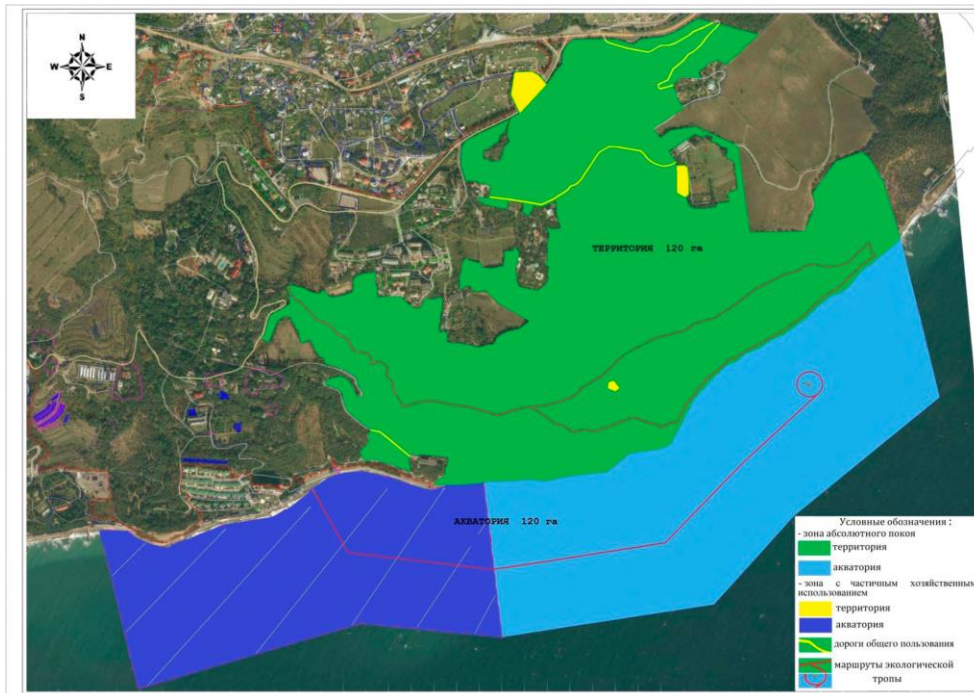 N
W E
S
ТЕРРИТОРИЯ 120 га
АКВАТОРИЯ 120 га
Условные обозначения :
- зона абсолютного покоя
территория
акватория
- зона с частичным хозяйственным
использованием
территория
акватория
дороги общего пользования
маршруты экологической
тропы